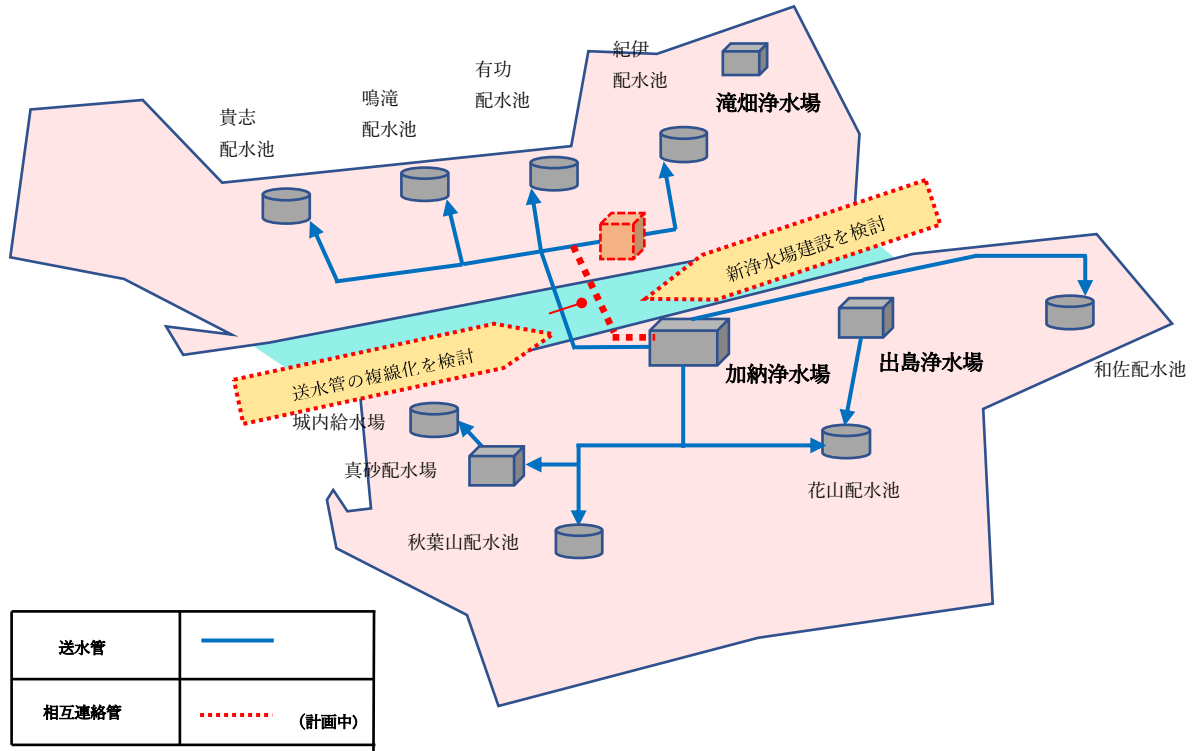 紀伊
配水池
有功
配水池
鳴滝
配水池
貴志
配水池
滝畑浄水場
新浄水場建設を検討
送水管の複線化を検討
加納浄水場
出島浄水場
和佐配水池
城内給水場
真砂配水場
花山配水池
秋葉山配水池
送水管
相互連絡管
（計画中）